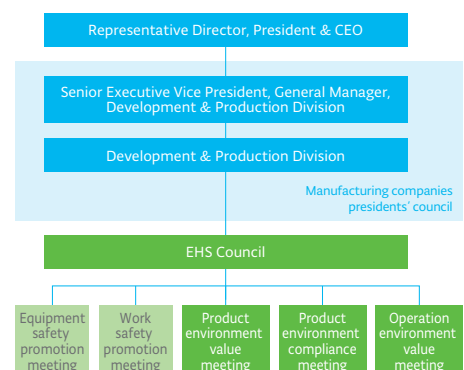 Representative Director, President & CEO
Senior Executive Vice President, General Manager,
Development & Production Division
Development & Production Division
Manufacturing companies
presidents' council
EHS Council
Equipment
safety
promotion
meeting
Work
safety
promotion
meeting
Product
environment
value
meeting
Product
environment
compliance
meeting
Operation
environment
value
meeting